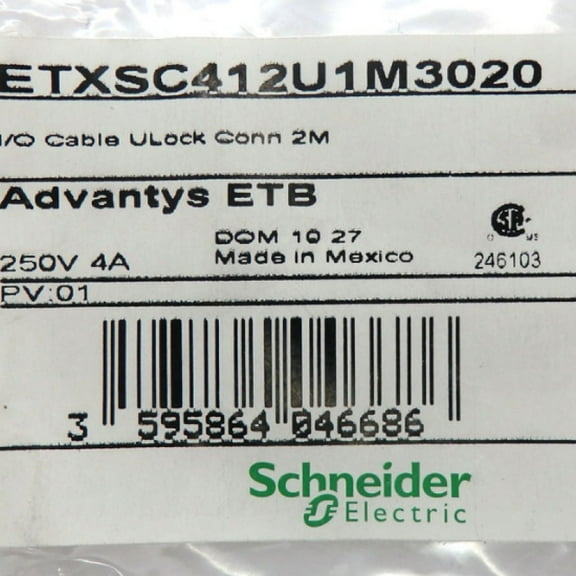 ETXSC412U1M3020
I/O Cable ULock Conn 2M
Advantys ETB
DOM 10 27
250V 4A Made in Mexico
C US
246103
PV:01
3 595864 046686
Schneider
Electric